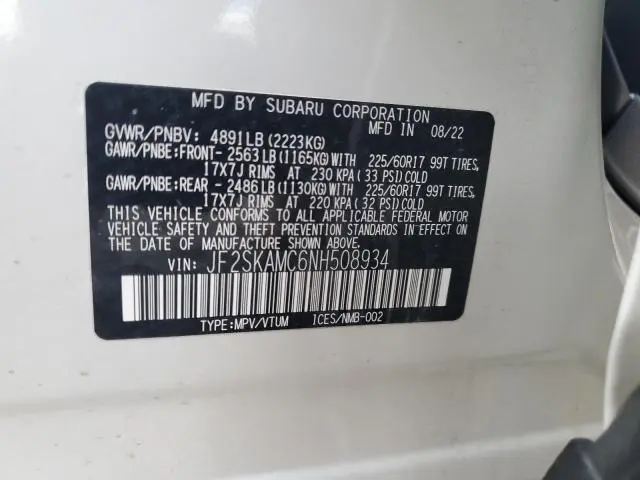 MFD BY SUBARU CORPORATION
MFD IN 08/22
GVWR/PNBV: 4891LB(2223KG)
GAWR/PNBE:FRONT- 2563LB(1165KG)WITH 225/60R17 99T TIRES,
17X7J RIMS AT 230 KPA( 33 PSI)COLD
GAWR/PNBE:REAR - 2486LB(1130KG)WITH 225/60R17 99T TIRES,
17X7J RIMS AT 220 KPA( 32 PSI)COLD
THIS VEHICLE CONFORMS TO ALL APPLICABLE FEDERAL MOTOR
VEHICLE SAFETY AND THEFT PREVENTION STANDARDS IN EFFECT
ON THE DATE OF MANUFACTURE SHOWN ABOVE.
VIN: JF2SKAMC6NH508934
TYPE:MPV/VTUM ICES/NMB-002